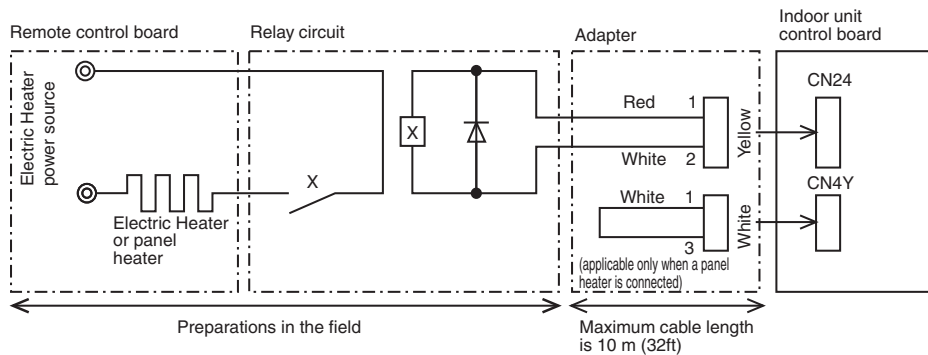 Remote control board
Relay circuit
Adapter
Indoor unit
control board
Electric Heater
power source
Electric Heater
or panel
heater
X
X
Red 1
White 2
Yellow
CN24
White 1
3
White
CN4Y
(applicable only when a panel
heater is connected)
Preparations in the field
Maximum cable length
is 10 m (32ft)